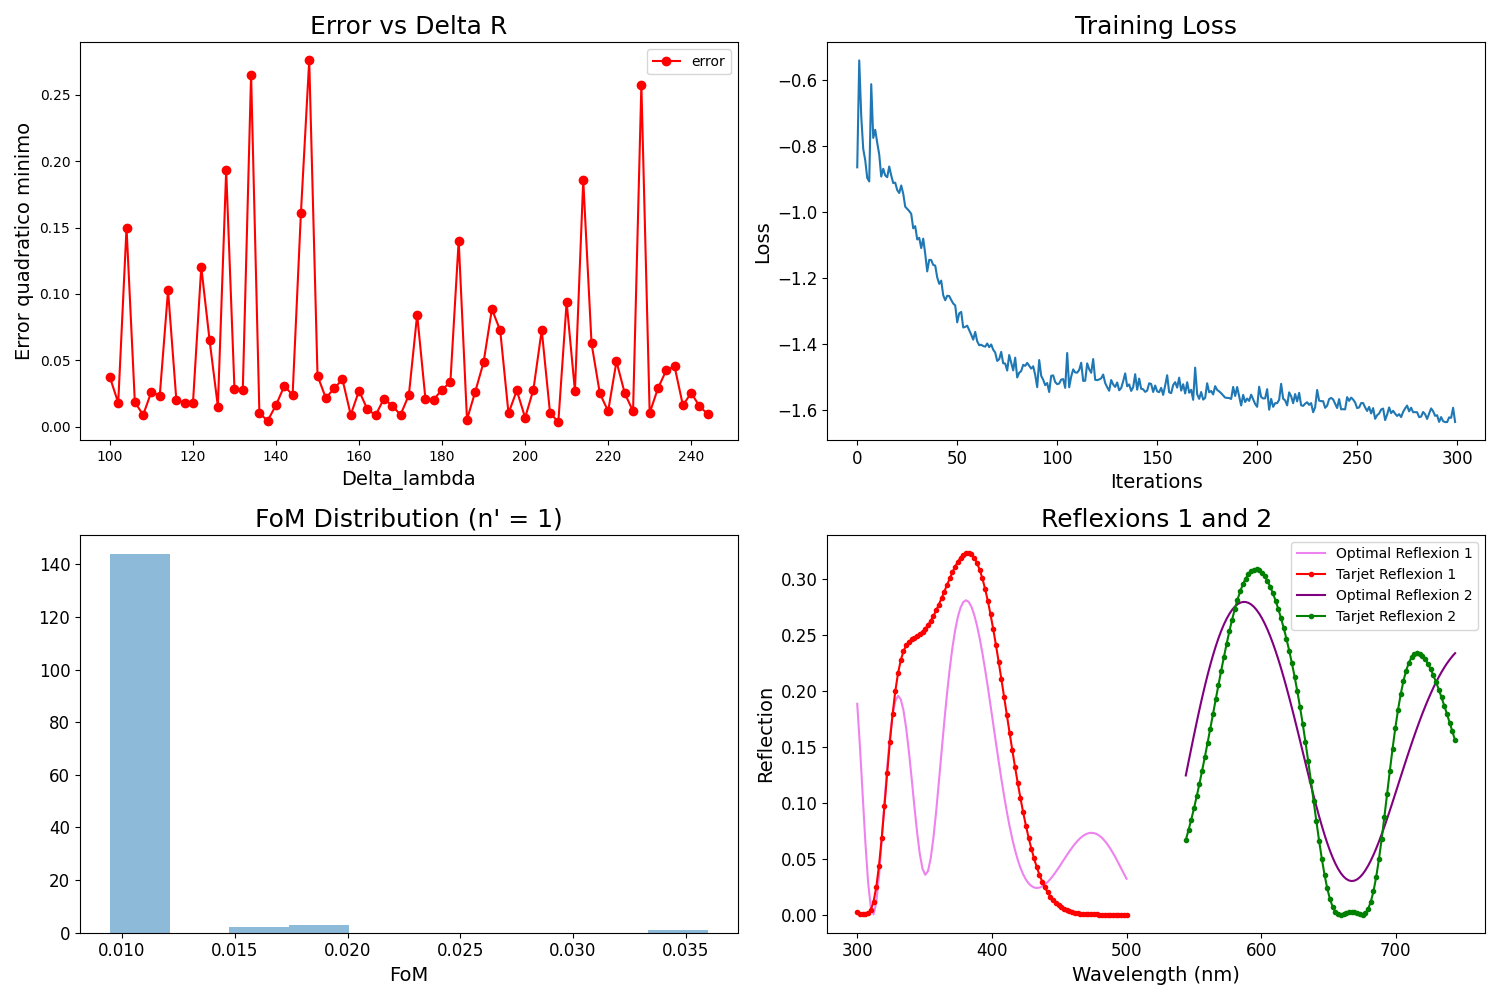 Error vs Delta R
error
Error quadratico minimo
0.25
0.20
0.15
0.10
0.05
0.00
100 120 140 160 180 200 220 240
Delta_lambda
Training Loss
Loss
−0.6
−0.8
−1.0
−1.2
−1.4
−1.6
0 50 100 150 200 250 300
Iterations
FoM Distribution (n' = 1)
140
120
100
80
60
40
20
0
0.010 0.015 0.020 0.025 0.030 0.035
FoM
Reflexions 1 and 2
Optimal Reflexion 1
Tarjet Reflexion 1
Optimal Reflexion 2
Tarjet Reflexion 2
Reflection
0.30
0.25
0.20
0.15
0.10
0.05
0.00
300 400 500 600 700
Wavelength (nm)